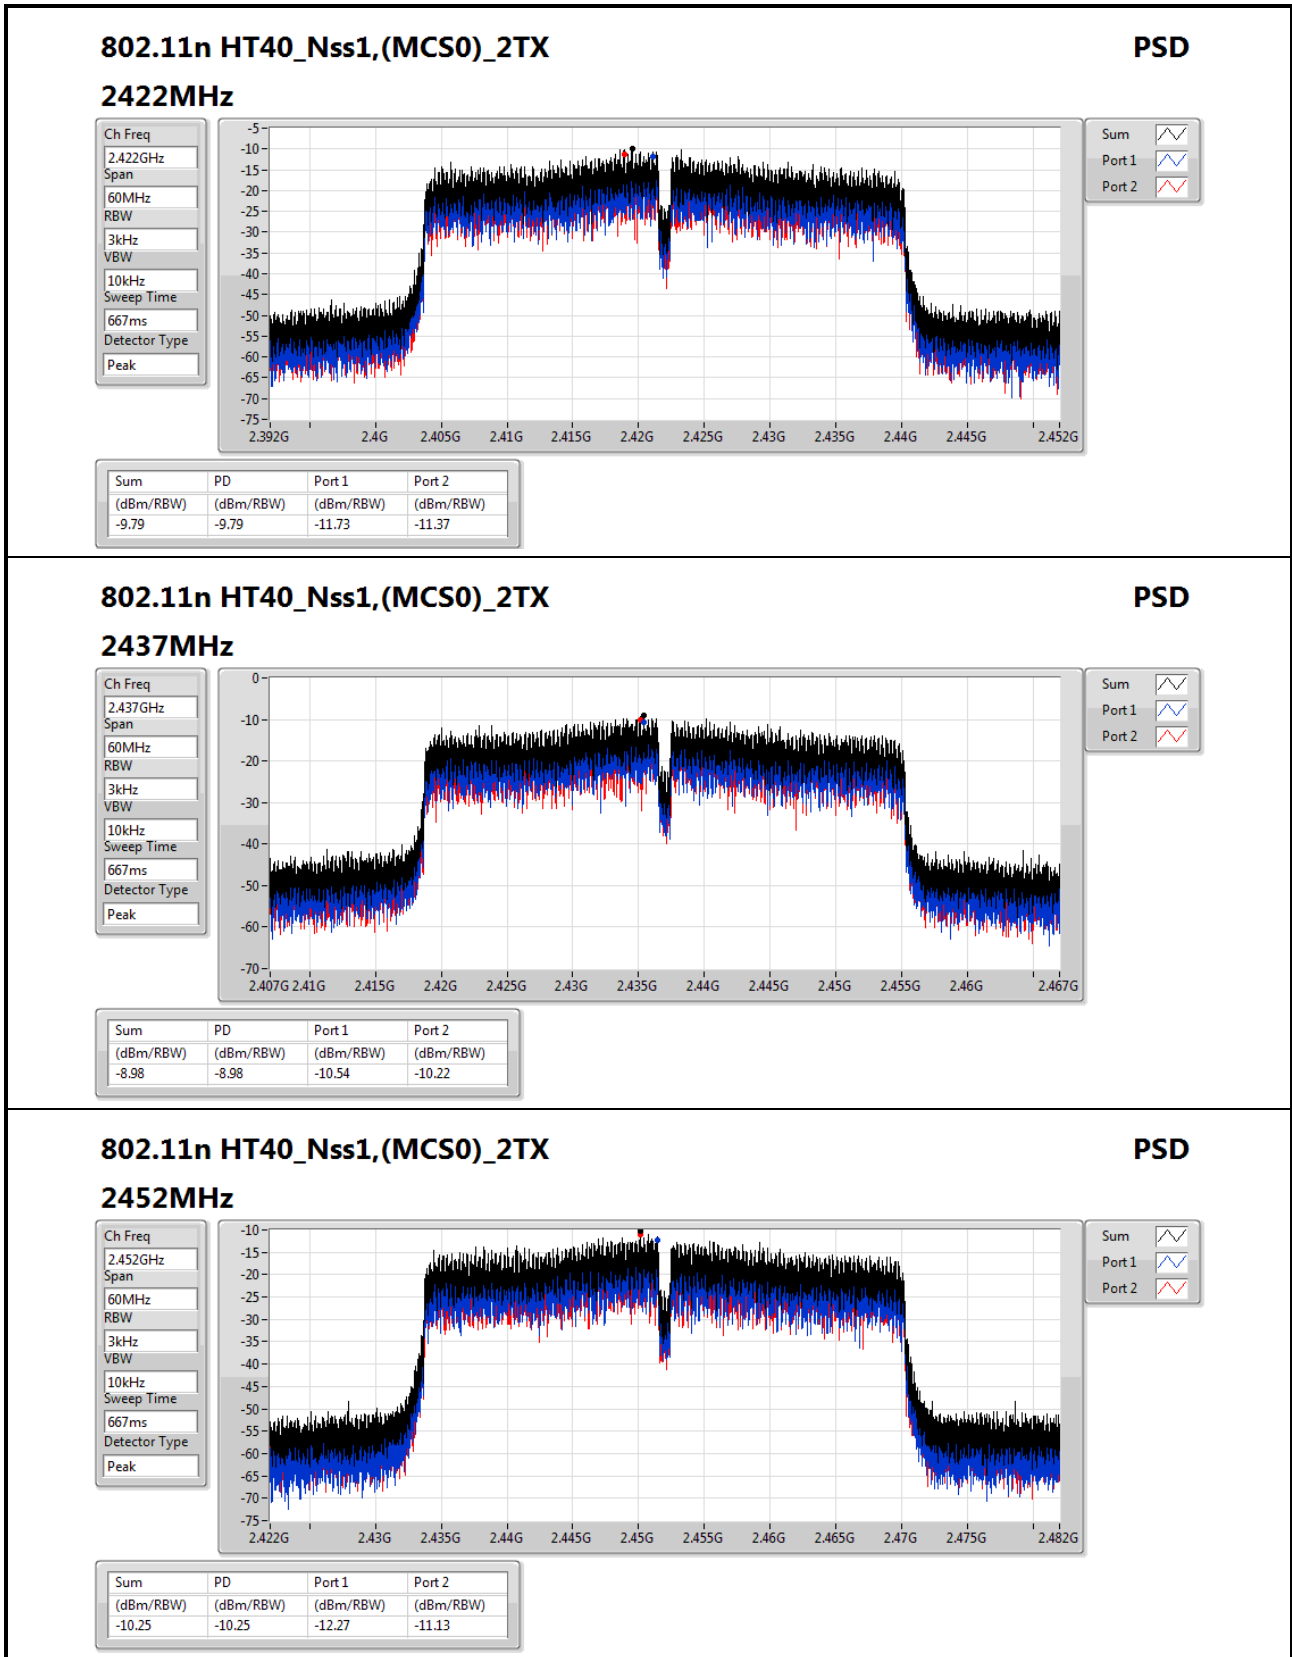 802.11n HT40_Nss1,(MCS0)_2TX PSD
2422MHz
Ch Freq
2.422GHz
Span
60MHz
RBW
3kHz
VBW
10kHz
Sweep Time
667ms
Detector Type
Peak
-5
-10
-15
-20
-25
-30
-35
-40
-45
-50
-55
-60
-65
-70
-75
2.392G 2.4G 2.405G 2.41G 2.415G 2.42G 2.425G 2.43G 2.435G 2.44G 2.445G 2.452G
Sum
Port 1
Port 2
Sum PD Port 1 Port 2
(dBm/RBW) (dBm/RBW) (dBm/RBW) (dBm/RBW)
-9.79 -9.79 -11.73 -11.37
802.11n HT40_Nss1,(MCS0)_2TX PSD
2437MHz
Ch Freq
2.437GHz
Span
60MHz
RBW
3kHz
VBW
10kHz
Sweep Time
667ms
Detector Type
Peak
0
-10
-20
-30
-40
-50
-60
-70
2.407G 2.41G 2.415G 2.42G 2.425G 2.43G 2.435G 2.44G 2.445G 2.45G 2.455G 2.46G 2.467G
Sum
Port 1
Port 2
Sum PD Port 1 Port 2
(dBm/RBW) (dBm/RBW) (dBm/RBW) (dBm/RBW)
-8.98 -8.98 -10.54 -10.22
802.11n HT40_Nss1,(MCS0)_2TX PSD
2452MHz
Ch Freq
2.452GHz
Span
60MHz
RBW
3kHz
VBW
10kHz
Sweep Time
667ms
Detector Type
Peak
-10
-15
-20
-25
-30
-35
-40
-45
-50
-55
-60
-65
-70
-75
2.422G 2.43G 2.435G 2.44G 2.445G 2.45G 2.455G 2.46G 2.465G 2.47G 2.475G 2.482G
Sum
Port 1
Port 2
Sum PD Port 1 Port 2
(dBm/RBW) (dBm/RBW) (dBm/RBW) (dBm/RBW)
-10.25 -10.25 -12.27 -11.13